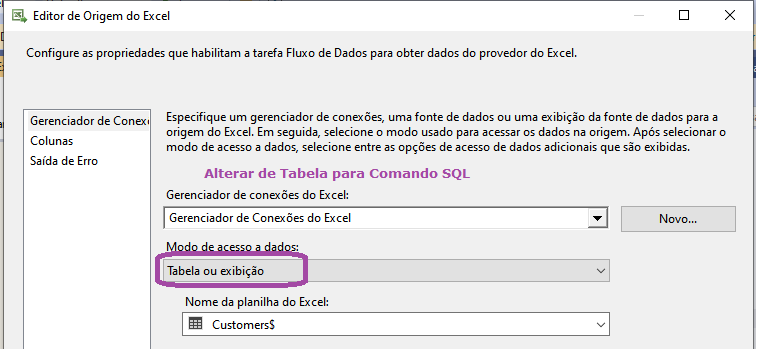 Editor de Origem do Excel
Configure as propriedades que habilitam a tarefa Fluxo de Dados para obter dados do provedor do Excel.
Gerenciador de Conex
Colunas
Saída de Erro
Especifique um gerenciador de conexões, uma fonte de dados ou uma exibição da fonte de dados para a
origem do Excel. Em seguida, selecione o modo usado para acessar os dados na origem. Após selecionar o
modo de acesso a dados, selecione entre as opções de acesso de dados adicionais que são exibidas.
Alterar de Tabela para Comando SQL
Gerenciador de conexões do Excel:
Gerenciador de Conexões do Excel
Novo...
Modo de acesso a dados:
Tabela ou exibição
Nome da planilha do Excel:
Customers$